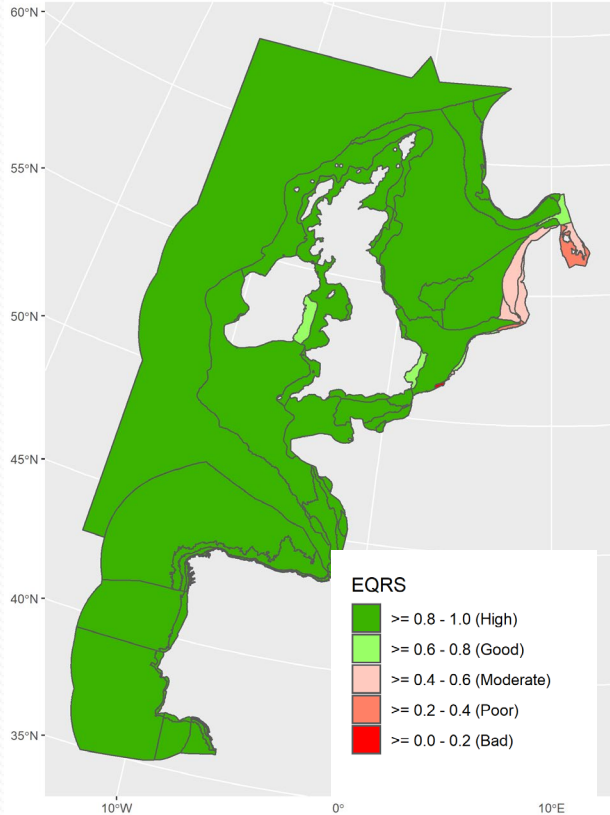 60°N
55°N
50°N
45°N
40°N
35°N
EQRS
>= 0.8 - 1.0 (High)
>= 0.6 - 0.8 (Good)
>= 0.4 - 0.6 (Moderate)
>= 0.2 - 0.4 (Poor)
>= 0.0 - 0.2 (Bad)
10°W
0°
10°E